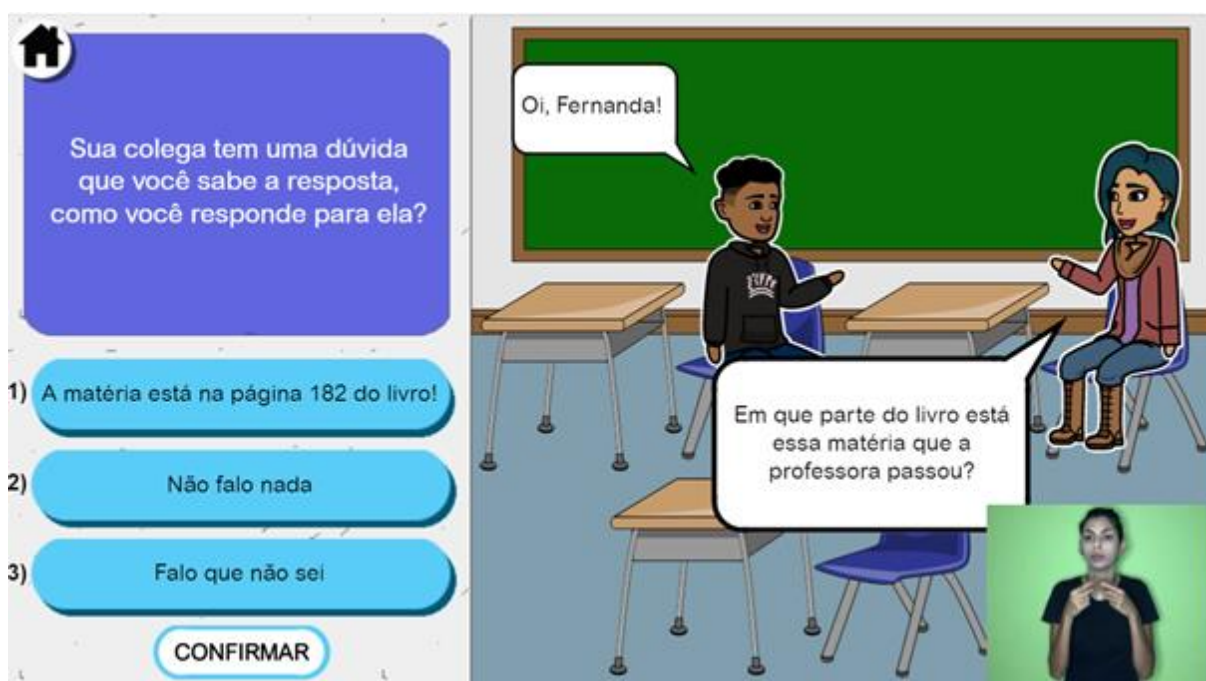 Sua colega tem uma dúvida
que você sabe a resposta,
como você responde para ela?
1) A matéria está na página 182 do livro!
2) Não falo nada
3) Falo que não sei
CONFIRMAR
Oi, Fernanda!
Em que parte do livro está
essa matéria que a
professora passou?